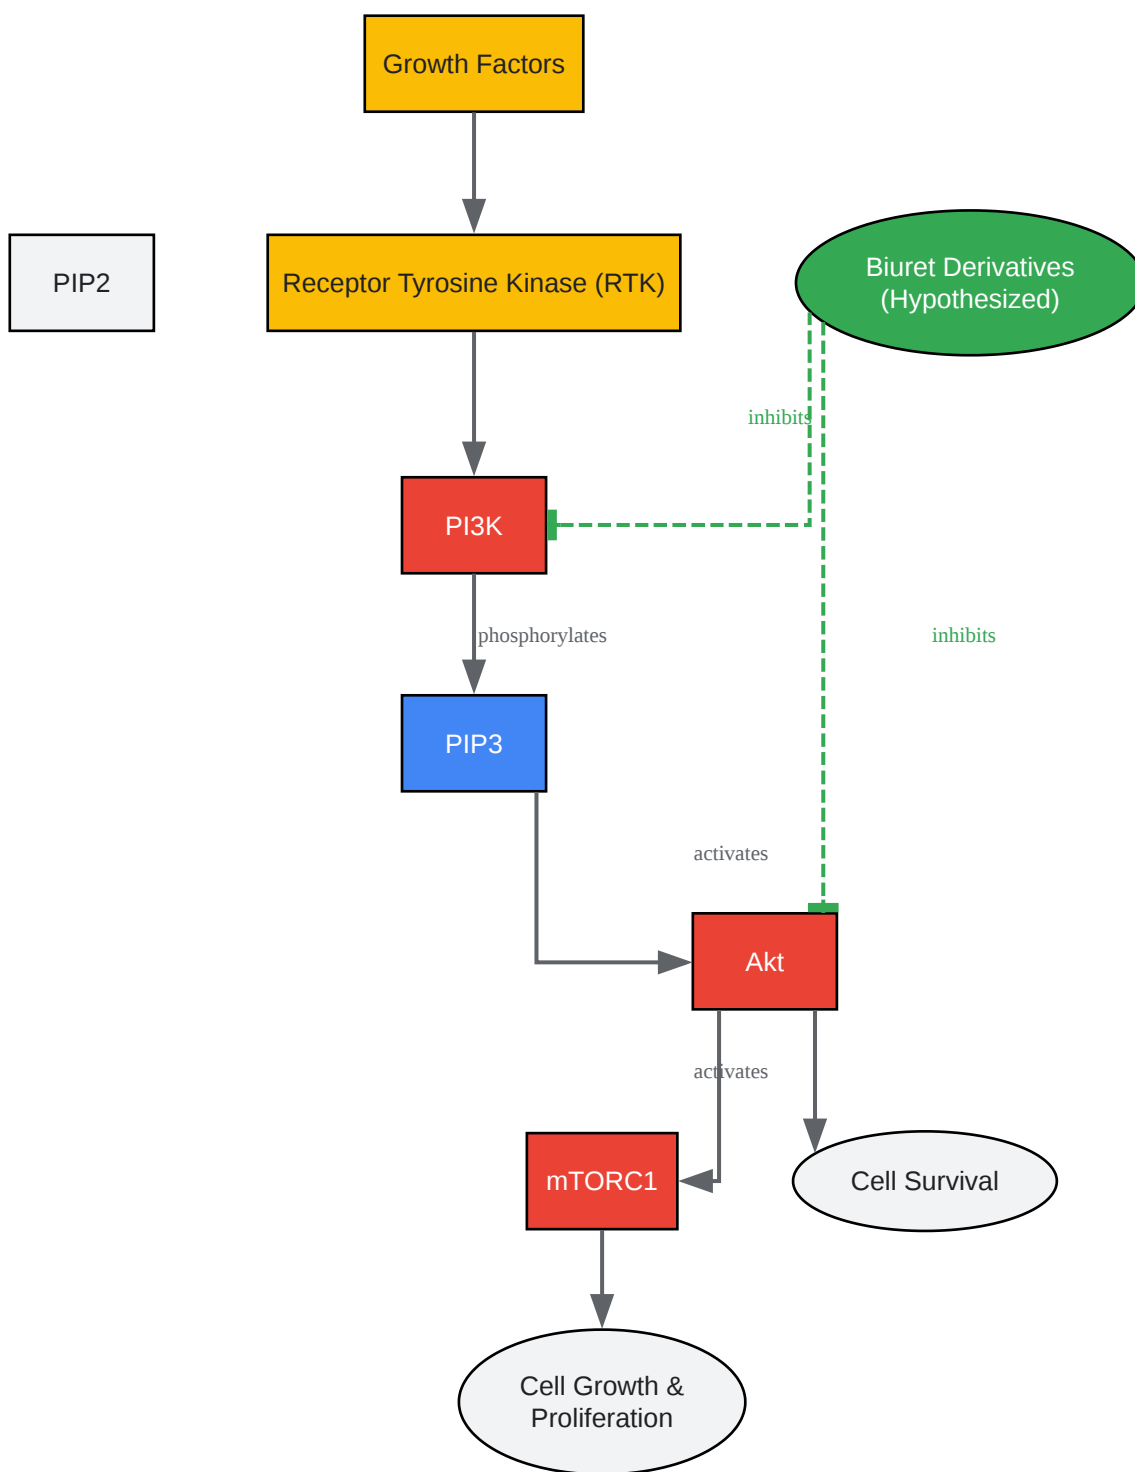 Growth Factors
PIP2
Receptor Tyrosine Kinase (RTK)
Biuret Derivatives
(Hypothesized)
inhibits
PI3K
phosphorylates
inhibits
PIP3
activates
Akt
activates
mTORC1
Cell Survival
Cell Growth &
Proliferation